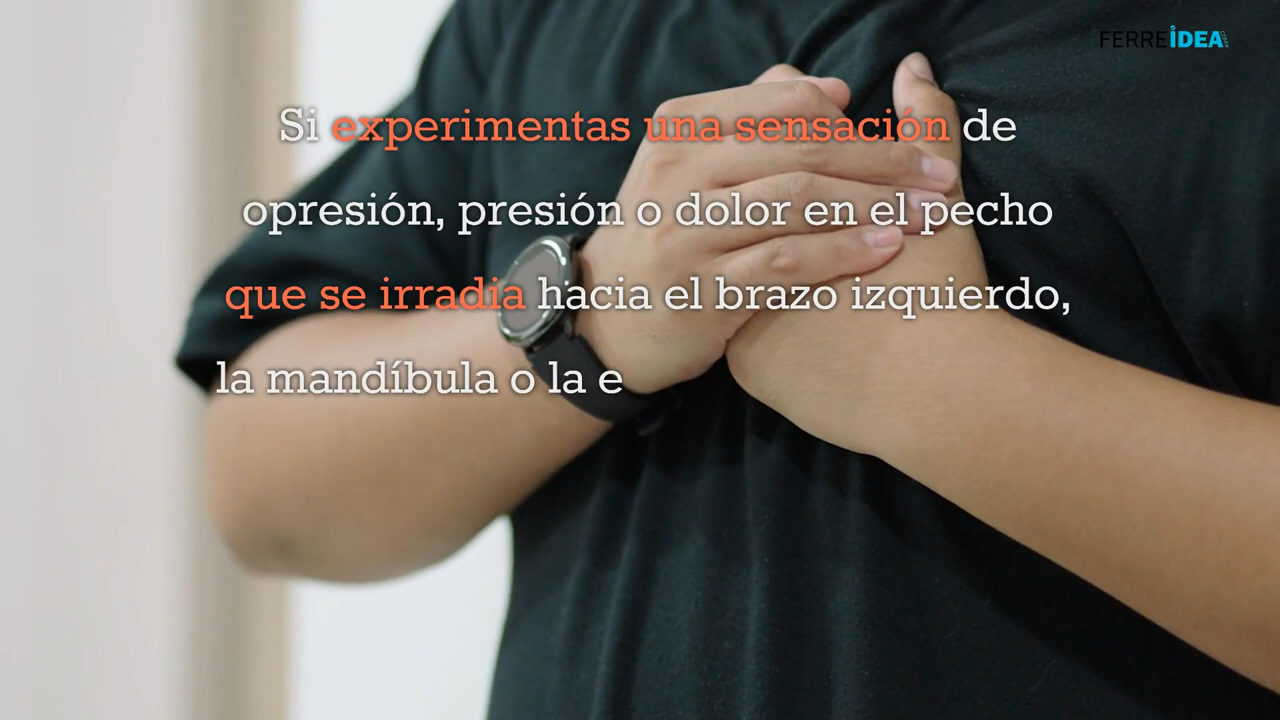 FERREIDEA
Si experimentas una sensación de
opresión, presión o dolor en el pecho
que se irradia hacia el brazo izquierdo,
la mandíbula o la e